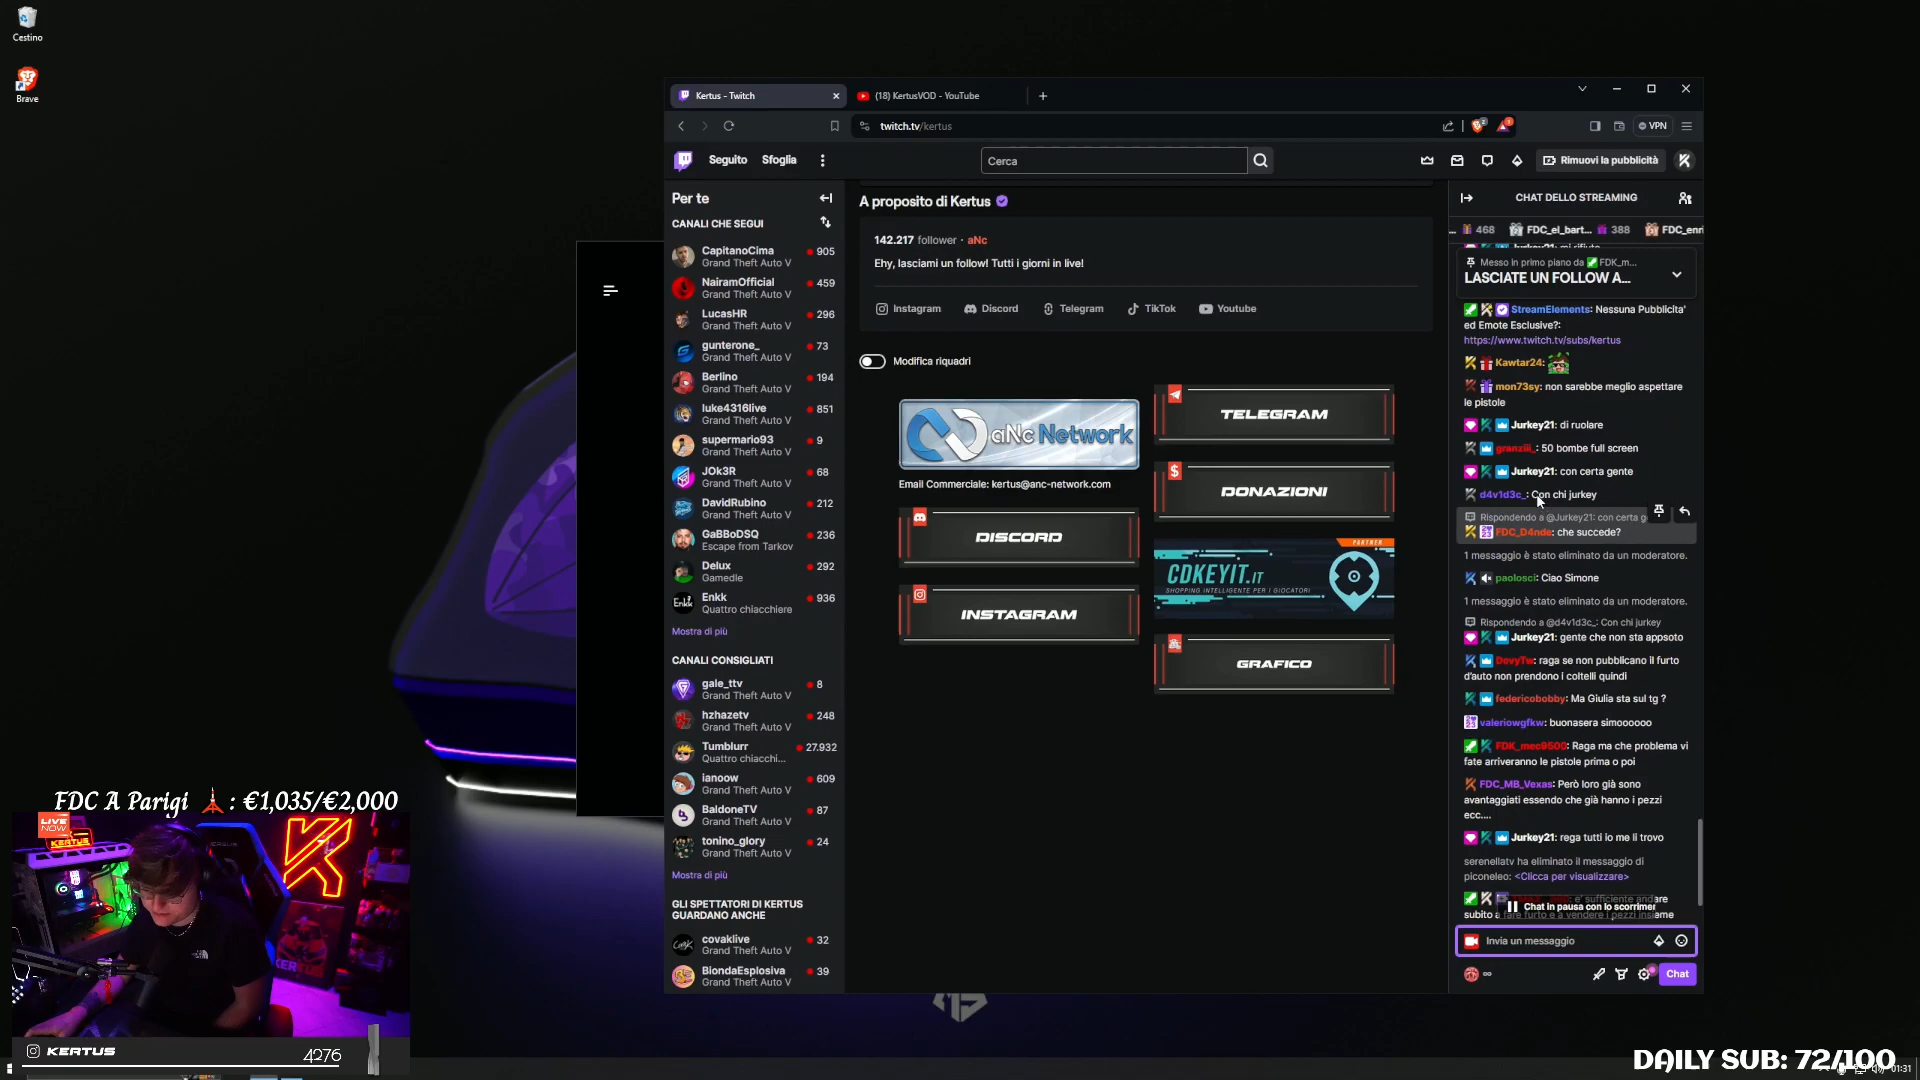 Cestino
Brave
Kertus - Twitch
(18) KertusVOD - YouTube
twitch.tv/kertus
VPN
Seguito
Sfoglia
Cerca
Rimuovi la pubblicità
Per te
CANALI CHE SEGUI
CapitanoCima
905
Grand Theft Auto V
NairamOfficial
459
Grand Theft Auto V
LucasHR
296
Grand Theft Auto V
gunterone_
73
Grand Theft Auto V
Berlino
194
Grand Theft Auto V
luke4316live
851
Grand Theft Auto V
supermario93
9
Grand Theft Auto V
JOk3R
68
Grand Theft Auto V
DavidRubino
212
Grand Theft Auto V
GaBBoDSQ
236
Escape from Tarkov
Delux
292
Gamedle
Enkk
936
Quattro chiacchiere
Mostra di più
CANALI CONSIGLIATI
gale_ttv
8
Grand Theft Auto V
hzhazetv
248
Grand Theft Auto V
Tumblurr
27.932
Quattro chiacchi...
ianoow
609
Grand Theft Auto V
BaldoneTV
87
Grand Theft Auto V
tonino_glory
24
Grand Theft Auto V
Mostra di più
GLI SPETTATORI DI KERTUS
GUARDANO ANCHE
covaklive
32
Grand Theft Auto V
BiondaEsplosiva
39
Grand Theft Auto V
A proposito di Kertus
142.217 follower · aNc
Ehy, lasciami un follow! Tutti i giorni in live!
Instagram
Discord
Telegram
TikTok
Youtube
Modifica riquadri
aNc Network
Email Commerciale: kertus@anc-network.com
DISCORD
INSTAGRAM
TELEGRAM
DONAZIONI
PARTNER
CDKEYIT.IT
SHOPPING INTELLIGENTE PER I GIOCATORI
GRAFICO
CHAT DELLO STREAMING
... 468
FDC_el_bart...
388
FDC_enri
Messo in primo piano da FDK_m...
LASCIATE UN FOLLOW A...
StreamElements: Nessuna Pubblicita'
ed Emote Esclusive?:
https://www.twitch.tv/subs/kertus
Kawtar24:
mon73sy: non sarebbe meglio aspettare
le pistole
Jurkey21: di ruolare
granziii_: 50 bombe full screen
Jurkey21: con certa gente
d4v1d3c_: Con chi jurkey
Rispondendo a @Jurkey21: con certa g
FDC_D4nde: che succede?
1 messaggio è stato eliminato da un moderatore.
paolosci: Ciao Simone
1 messaggio è stato eliminato da un moderatore.
Rispondendo a @d4v1d3c_: Con chi jurkey
Jurkey21: gente che non sta appsoto
DevyTw: raga se non pubblicano il furto
d'auto non prendono i coltelli quindi
federicobobby: Ma Giulia sta sul tg ?
valeriowgfkw: buonasera simoooooo
FDK_mec9500: Raga ma che problema vi
fate arriveranno le pistole prima o poi
FDC_MB_Vexas: Però loro già sono
avantaggiati essendo che già hanno i pezzi
ecc....
Jurkey21: rega tutti io me li trovo
serenellatv ha eliminato il messaggio di
piconeleo: <Clicca per visualizzare>
e' sufficiente andare
Chat in pausa con lo scorrimen
subito a fare furto e a vendere i pezzi insieme
Invia un messaggio
Chat
FDC A Parigi : €1,035/€2,000
LIVE
NOW
KERTUS
KERTUS
4276
DAILY SUB: 72/100
01:31